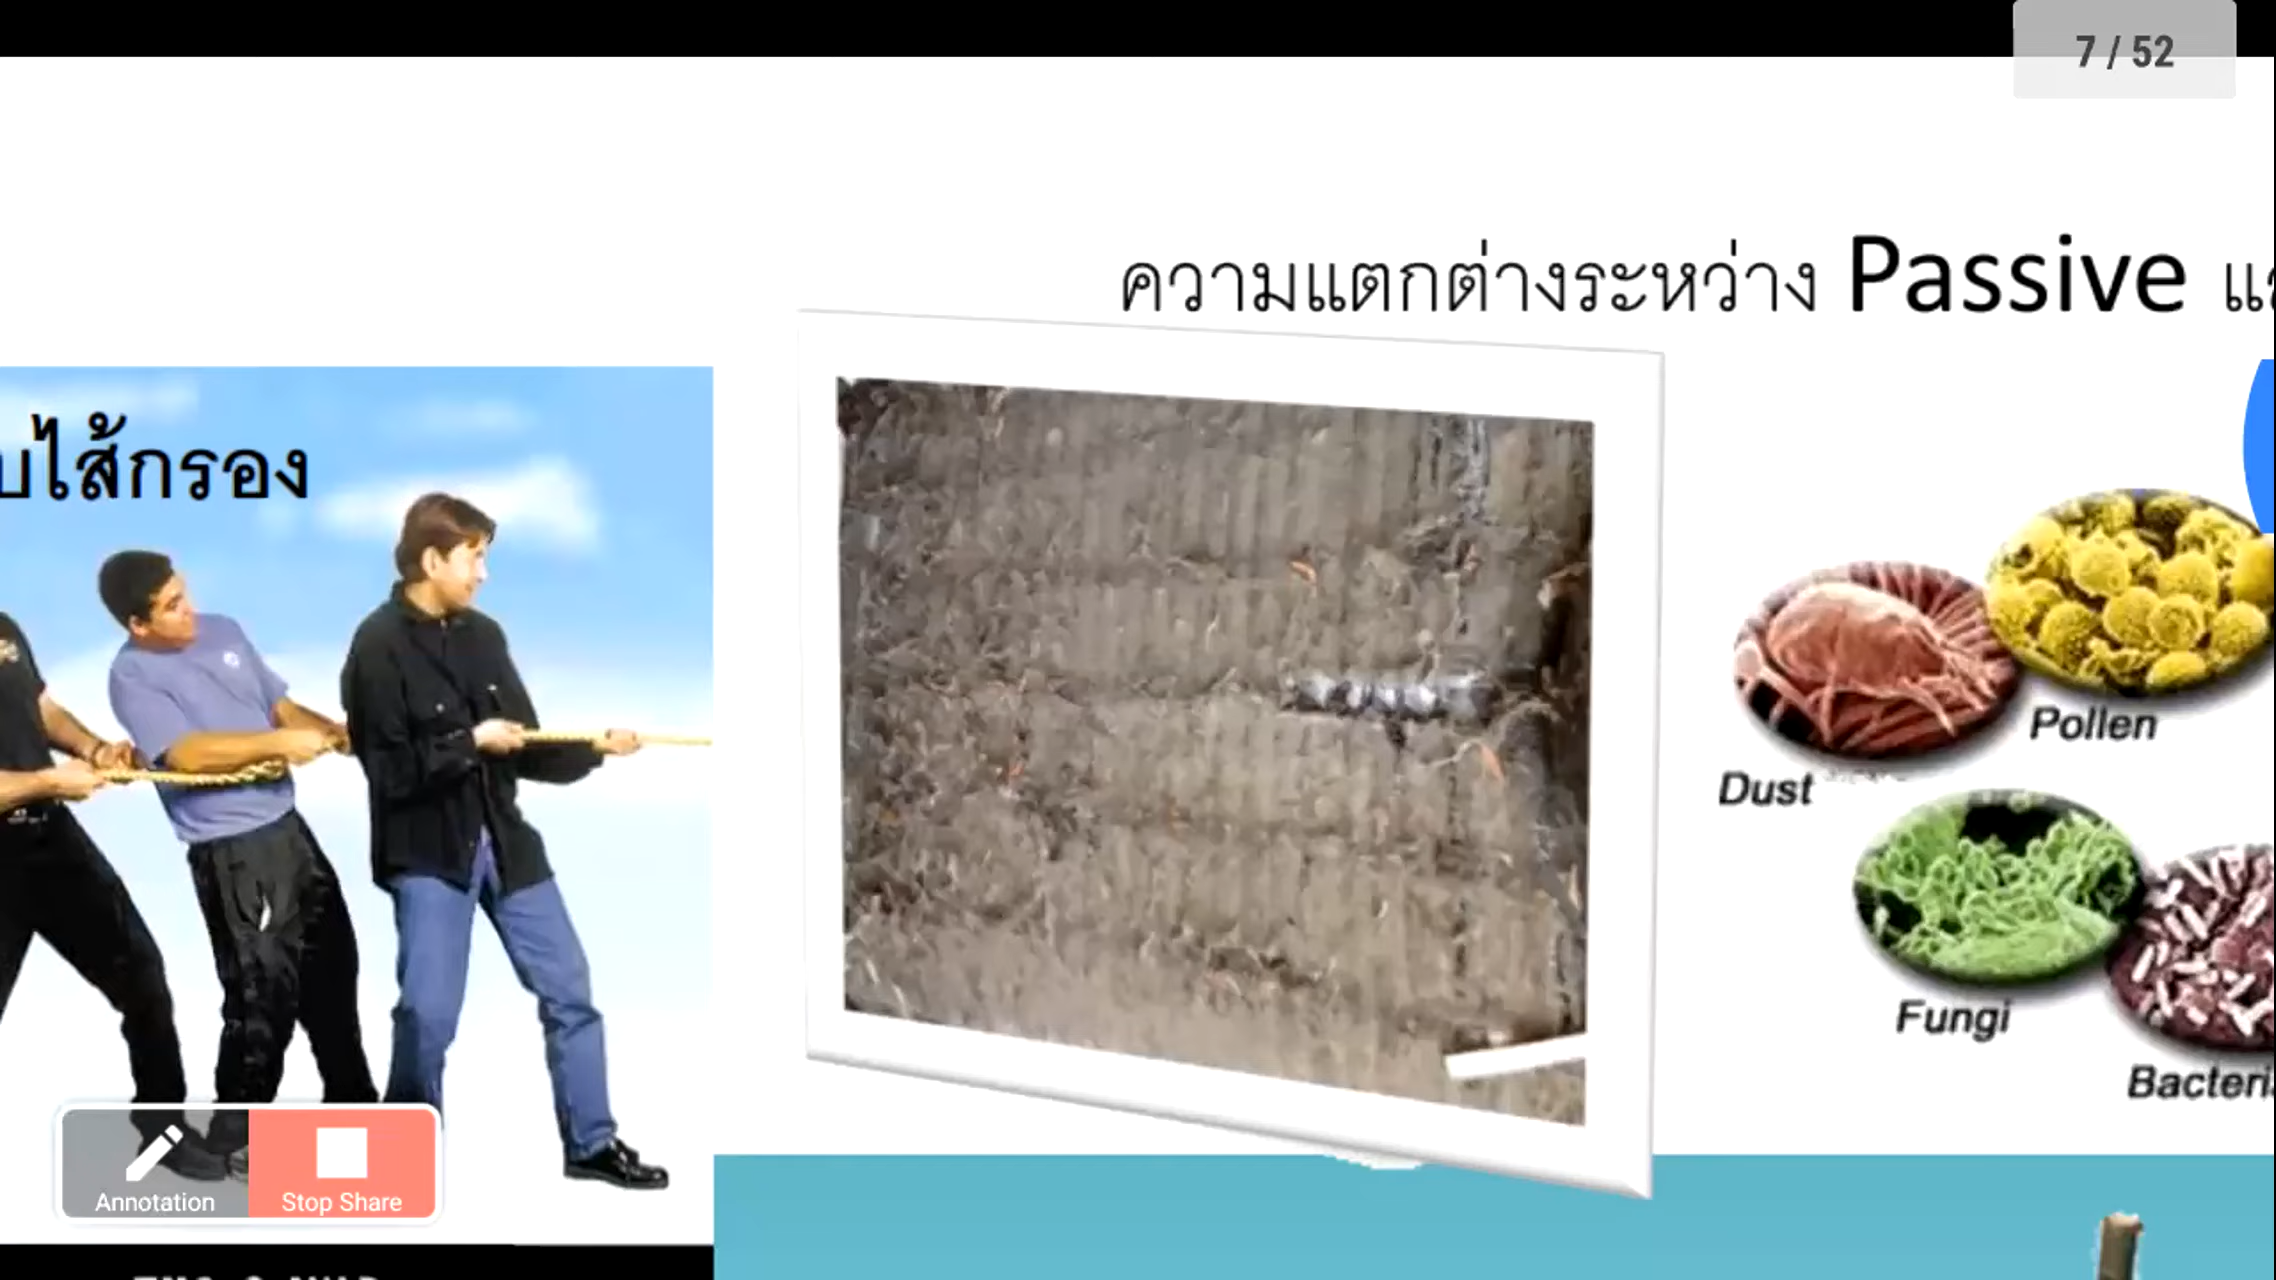 7 / 52
ความแตกต่างระหว่าง Passive
ไส้กรอง
Pollen
Dust
Fungi
Annotation
Stop Share